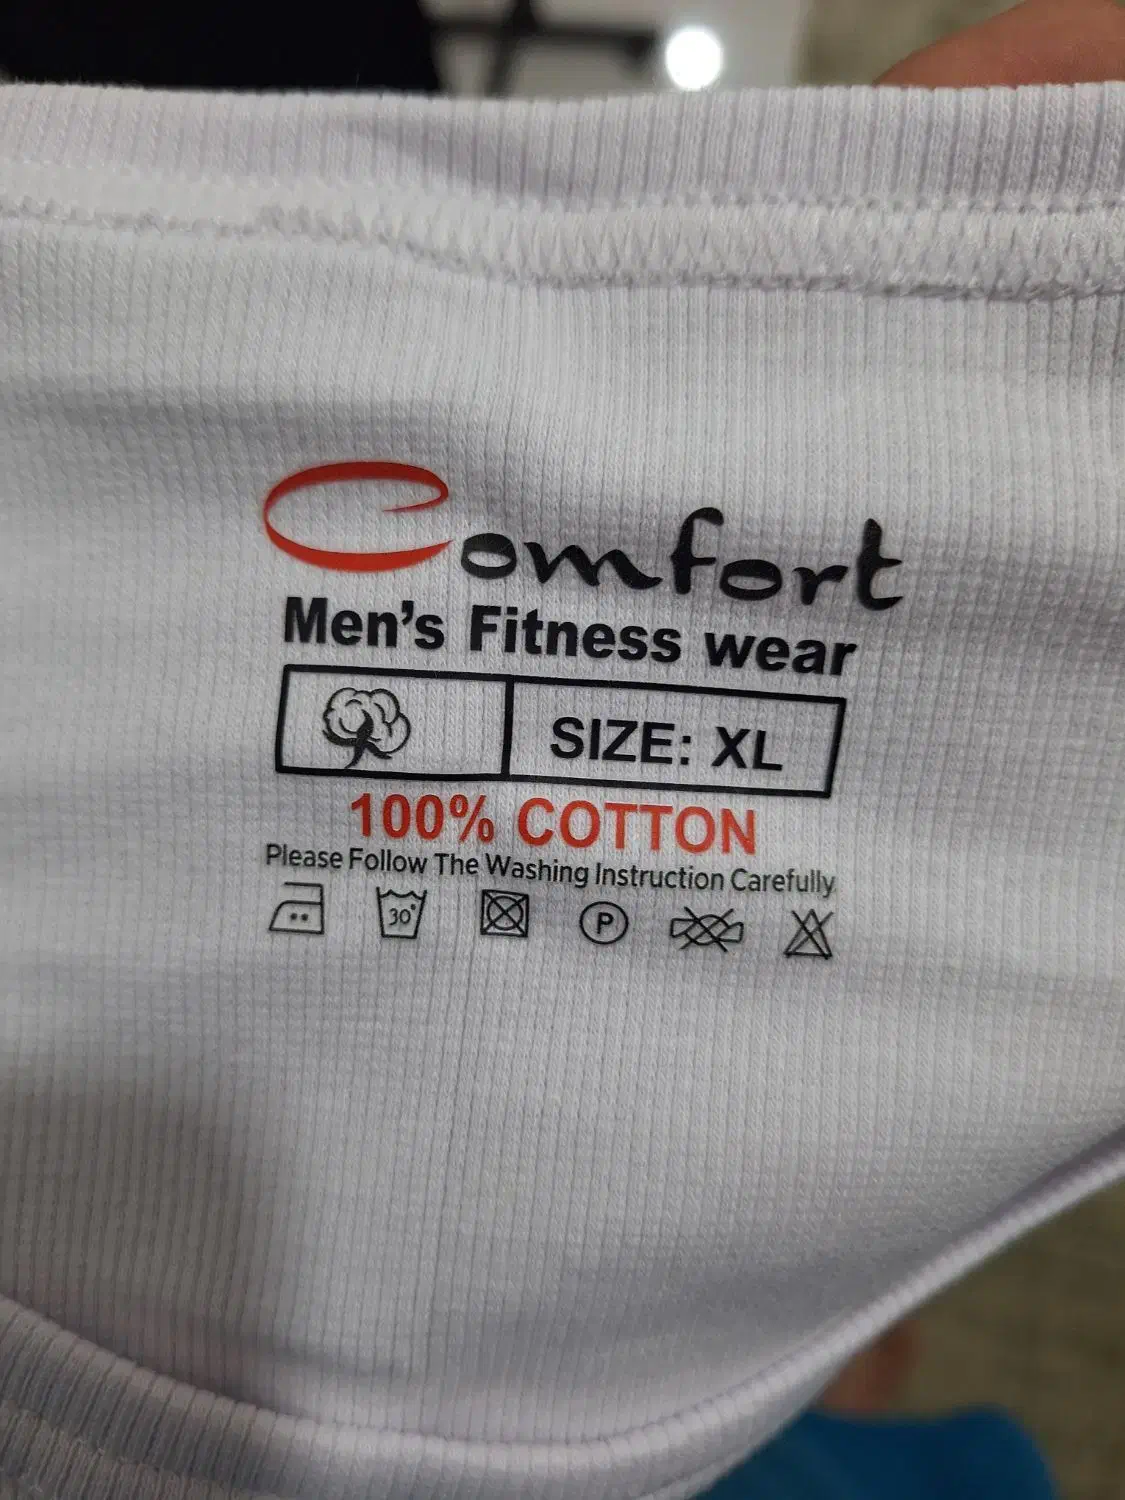 Comfort
Men's Fitness wear
SIZE: XL
100% COTTON
Please Follow The Washing Instruction Carefully
30°
P